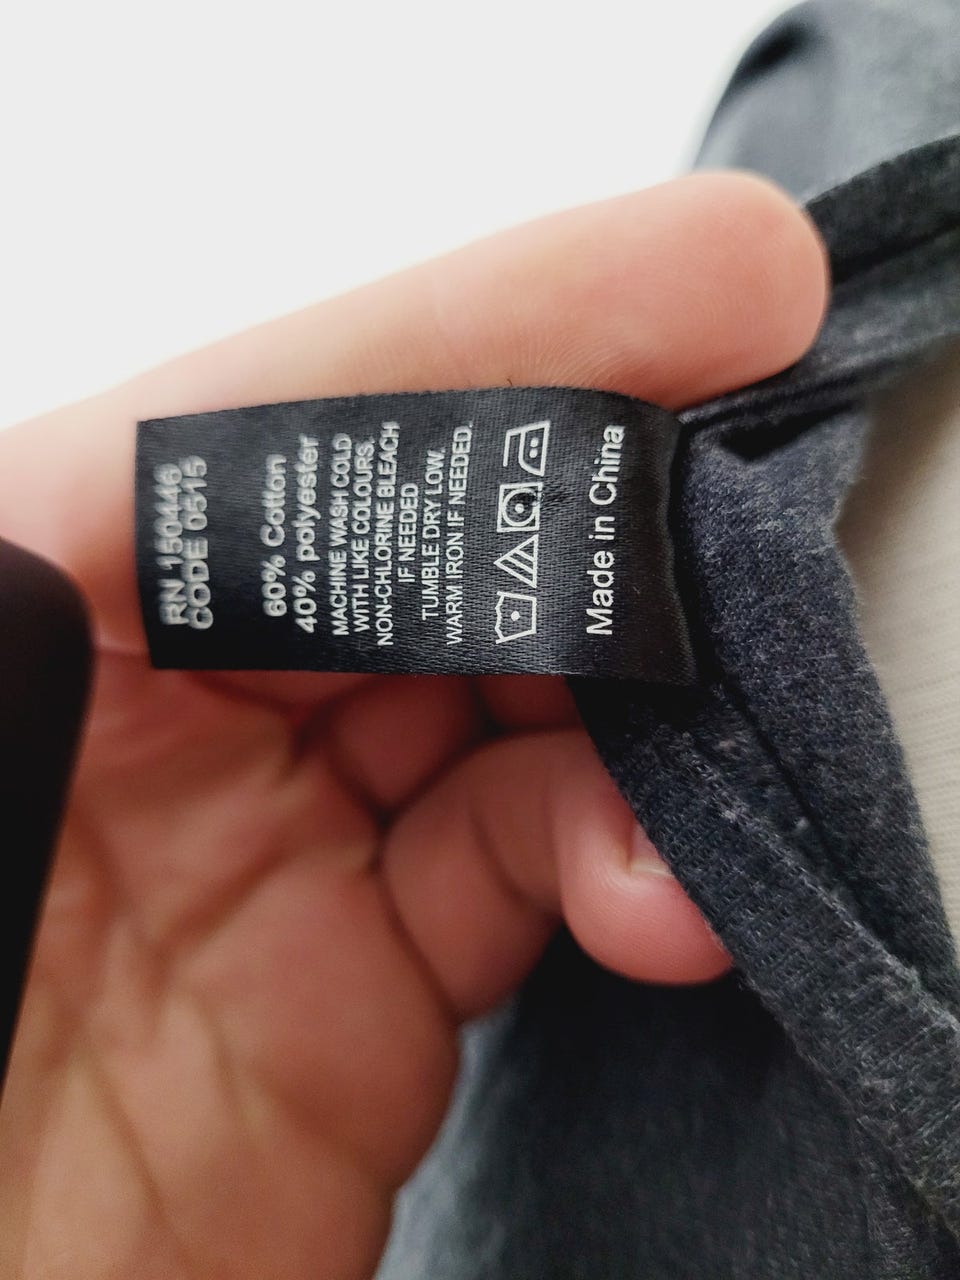 RN 150446
CODE 0515
60% Cotton
40% polyester
MACHINE WASH COLD
WITH LIKE COLOURS.
NON-CHLORINE BLEACH
IF NEEDED
TUMBLE DRY LOW.
WARM IRON IF NEEDED.
Made in China